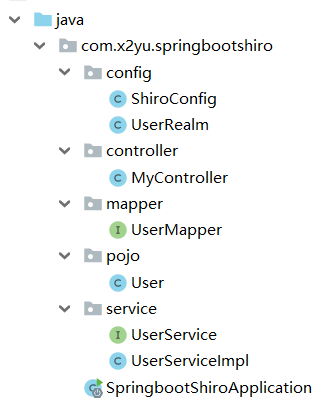 java
com.x2yu.springbootshiro
config
ShiroConfig
UserRealm
controller
MyController
mapper
UserMapper
pojo
User
service
UserService
UserServiceImpl
SpringbootShiroApplication